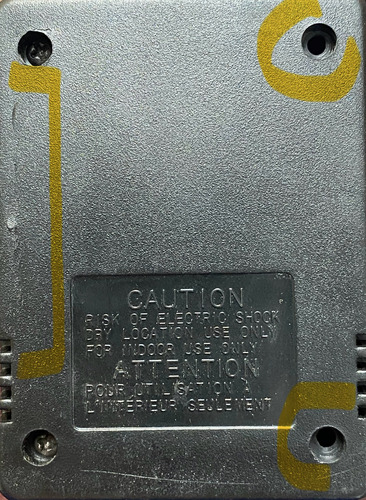 CAUTION
RISK OF ELECTRIC SHOCK
DRY LOCATION USE ONLY
FOR INDOOR USE ONLY
ATTENTION
POUR UTILISATION A
L'INTERIEUR SEULEMENT